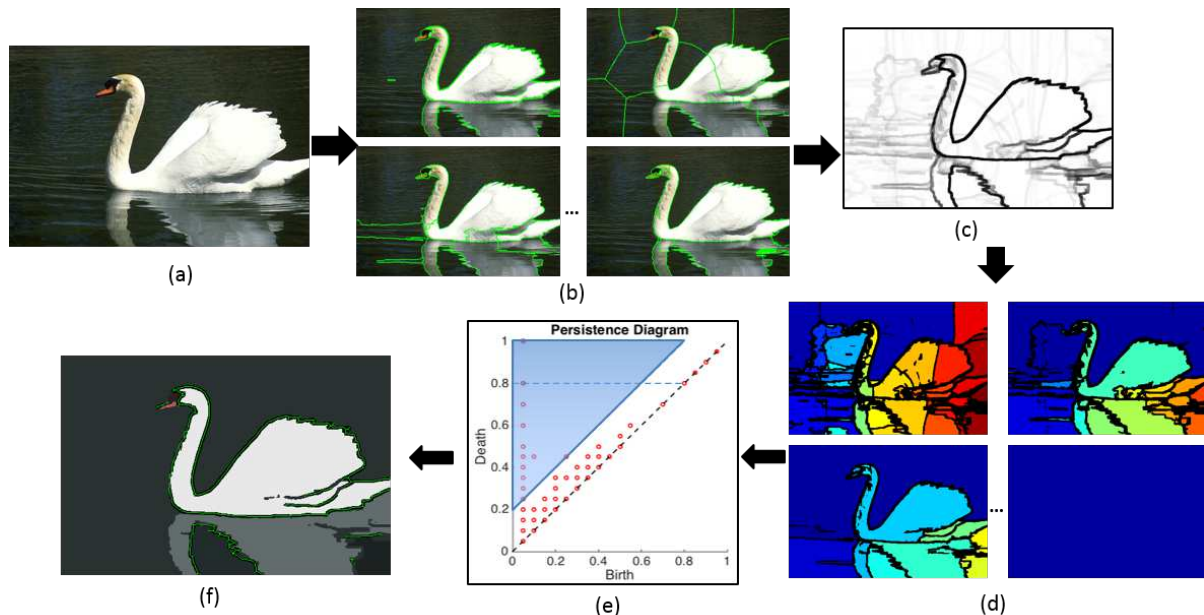 (a)
...
(b)
(c)
(d)
...
Persistence Diagram
1
0.8
0.6
0.4
0.2
0
Death
0 0.2 0.4 0.6 0.8 1
Birth
(e)
(f)